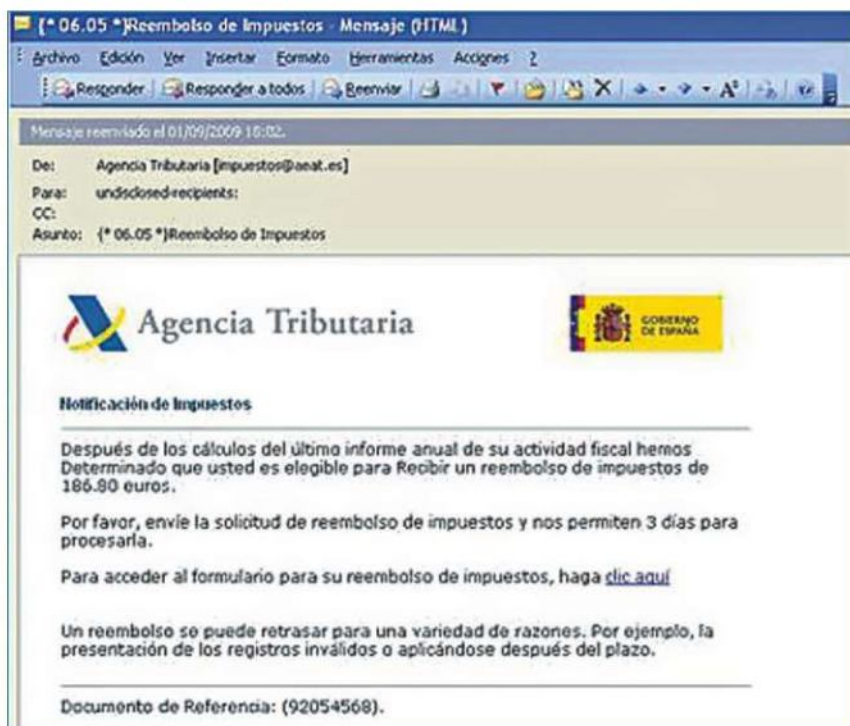 {* 06.05 *}Reembolso de Impuestos - Mensaje (HTML)
Archivo Edición Ver Insertar Formato Herramientas Acciones ?
Responder Responder a todos Reenviar
Mensaje reenviado el 01/09/2009 18:02.
De: Agencia Tributaria [impuestos@aeat.es]
Para: undisclosed-recipients:
CC:
Asunto: {* 06.05 *}Reembolso de Impuestos
Agencia Tributaria
GOBIERNO
DE ESPAÑA
Notificación de Impuestos
Después de los cálculos del último informe anual de su actividad fiscal hemos
Determinado que usted es elegible para Recibir un reembolso de impuestos de
186.80 euros.
Por favor, envíe la solicitud de reembolso de impuestos y nos permiten 3 días para
procesarla.
Para acceder al formulario para su reembolso de impuestos, haga clic aquí
Un reembolso se puede retrasar para una variedad de razones. Por ejemplo, la
presentación de los registros inválidos o aplicándose después del plazo.
Documento de Referencia: (92054568).